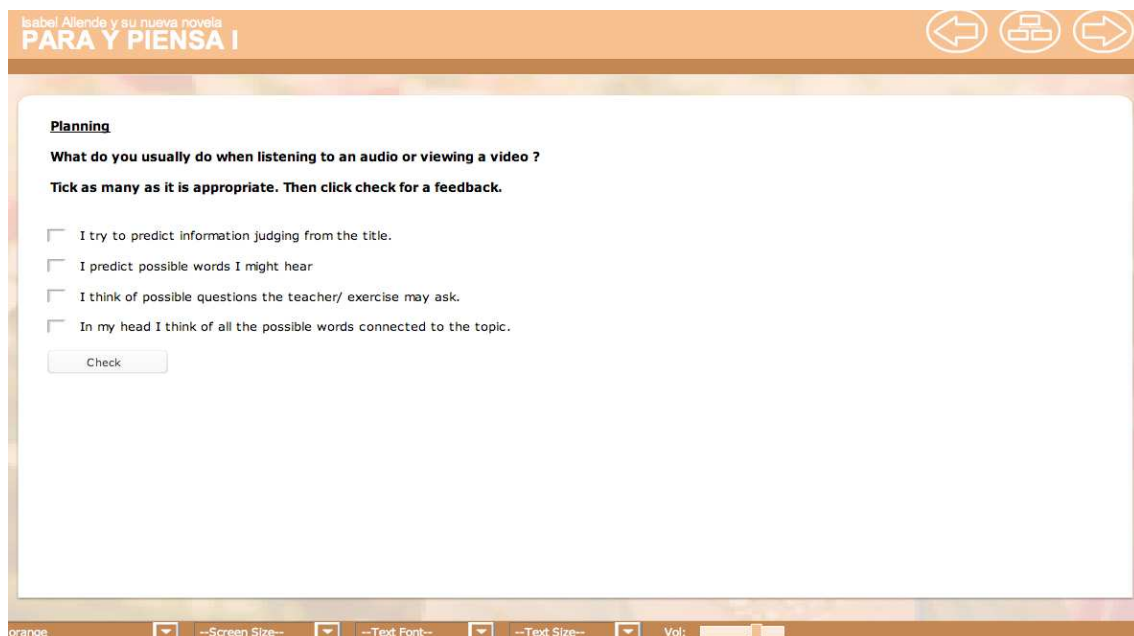 Isabel Allende y su nueva novela
PARA Y PIENSA I
Planning
What do you usually do when listening to an audio or viewing a video ?
Tick as many as it is appropriate. Then click check for a feedback.
I try to predict information judging from the title.
I predict possible words I might hear
I think of possible questions the teacher/ exercise may ask.
In my head I think of all the possible words connected to the topic.
Check
orange --Screen Size-- --Text Font-- --Text Size-- Vol: